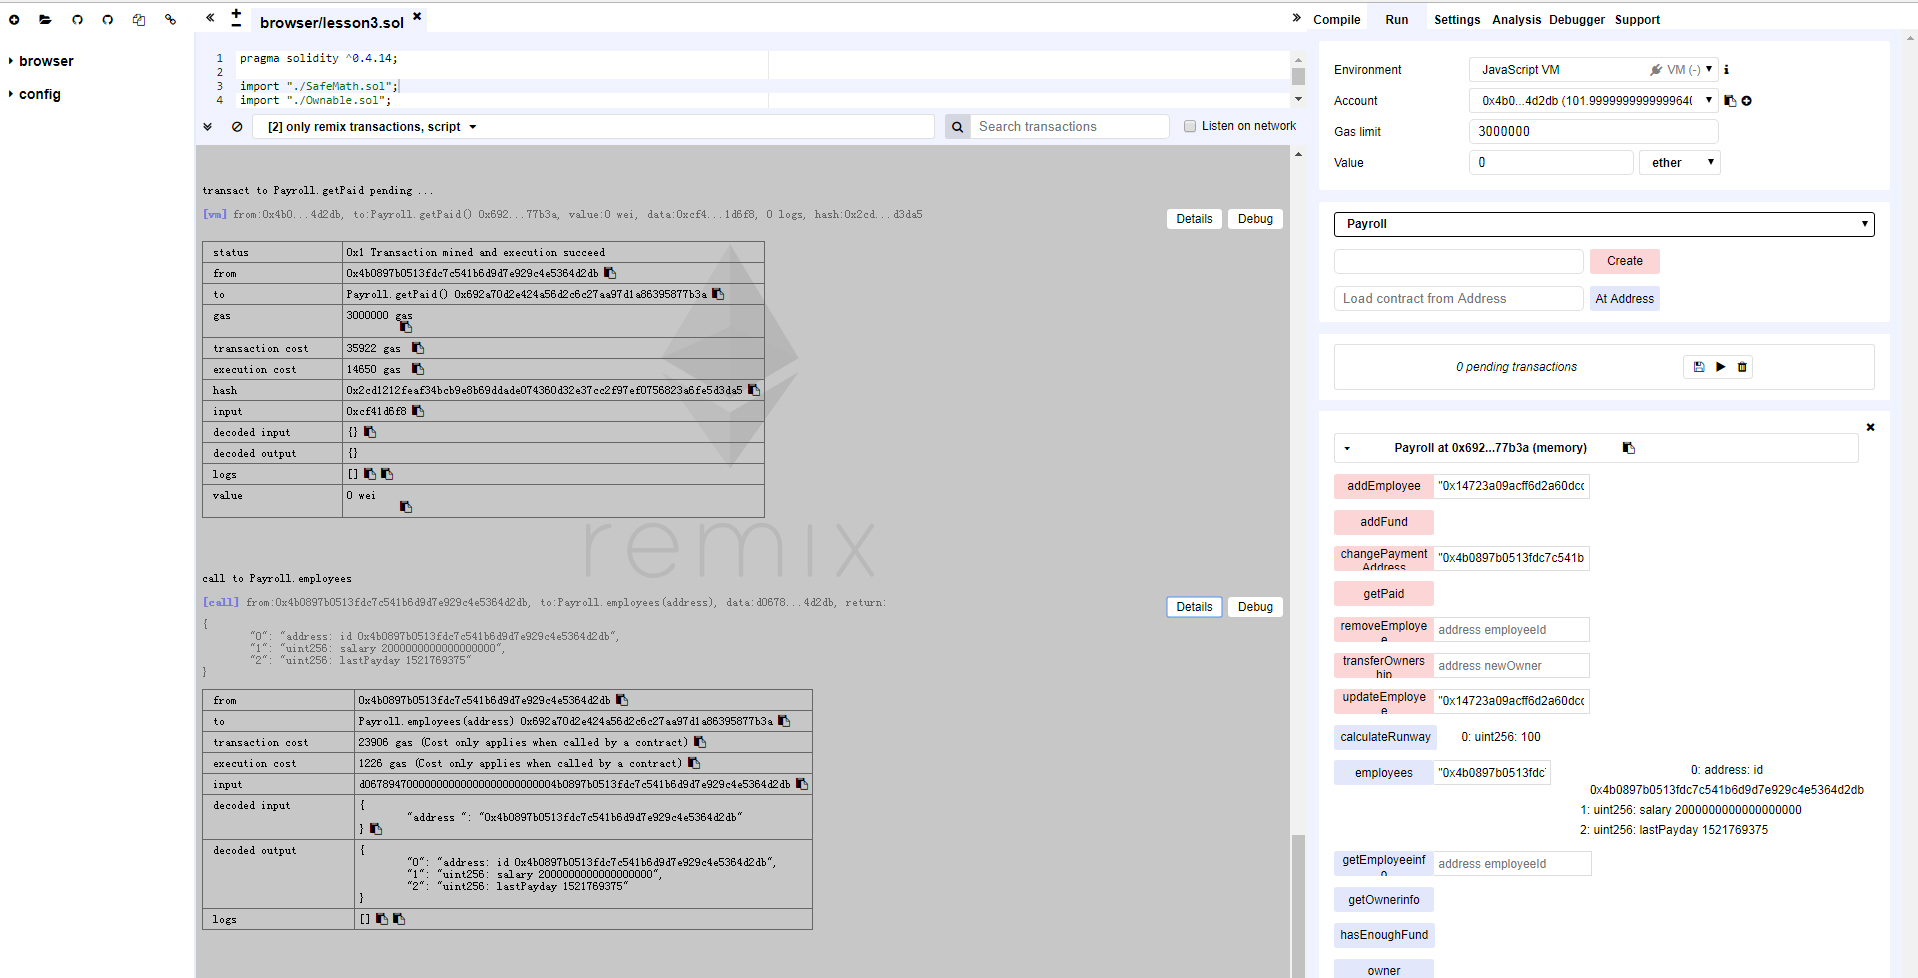 browser/lesson3.sol
Compile Run Settings Analysis Debugger Support
browser
config
1 pragma solidity ^0.4.14;
2
3 import "./SafeMath.sol";
4 import "./Ownable.sol";
[2] only remix transactions, script
Search transactions
Listen on network
transact to Payroll.getPaid pending ...
[vm] from:0x4b0...4d2db, to:Payroll.getPaid() 0x692...77b3a, value:0 wei, data:0xcf4...1d6f8, 0 logs, hash:0x2cd...d3da5
Details Debug
status 0x1 Transaction mined and execution succeed
from 0x4b0897b0513fdc7c541b6d9d7e929c4e5364d2db
to Payroll.getPaid() 0x692a70d2e424a56d2c6c27aa97d1a86395877b3a
gas 3000000 gas
transaction cost 35922 gas
execution cost 14650 gas
hash 0x2cd1212feaf34bcb9e8b69ddade074360d32e37cc2f97ef0756823a6fe5d3da5
input 0xcf41d6f8
decoded input {}
decoded output {}
logs []
value 0 wei
remix
call to Payroll.employees
[call] from:0x4b0897b0513fdc7c541b6d9d7e929c4e5364d2db, to:Payroll.employees(address), data:d0678...4d2db, return:
Details Debug
{
"0": "address: id 0x4b0897b0513fdc7c541b6d9d7e929c4e5364d2db",
"1": "uint256: salary 2000000000000000000",
"2": "uint256: lastPayday 1521769375"
}
from 0x4b0897b0513fdc7c541b6d9d7e929c4e5364d2db
to Payroll.employees(address) 0x692a70d2e424a56d2c6c27aa97d1a86395877b3a
transaction cost 23906 gas (Cost only applies when called by a contract)
execution cost 1226 gas (Cost only applies when called by a contract)
input d06789470000000000000000000000004b0897b0513fdc7c541b6d9d7e929c4e5364d2db
decoded input {
"address ": "0x4b0897b0513fdc7c541b6d9d7e929c4e5364d2db"
}
decoded output {
"0": "address: id 0x4b0897b0513fdc7c541b6d9d7e929c4e5364d2db",
"1": "uint256: salary 2000000000000000000",
"2": "uint256: lastPayday 1521769375"
}
logs []
Environment JavaScript VM VM (-)
Account 0x4b0...4d2db (101.999999999999964(
Gas limit 3000000
Value 0 ether
Payroll
Create
Load contract from Address At Address
0 pending transactions
Payroll at 0x692...77b3a (memory)
addEmployee "0x14723a09acff6d2a60dcc
addFund
changePayment
Address "0x4b0897b0513fdc7c541b
getPaid
removeEmploye
e address employeeId
transferOwners
hip address newOwner
updateEmploye
e "0x14723a09acff6d2a60dcc
calculateRunway 0: uint256: 100
employees "0x4b0897b0513fdc7
0: address: id
0x4b0897b0513fdc7c541b6d9d7e929c4e5364d2db
1: uint256: salary 2000000000000000000
2: uint256: lastPayday 1521769375
getEmployeeinf
o address employeeId
getOwnerinfo
hasEnoughFund
owner